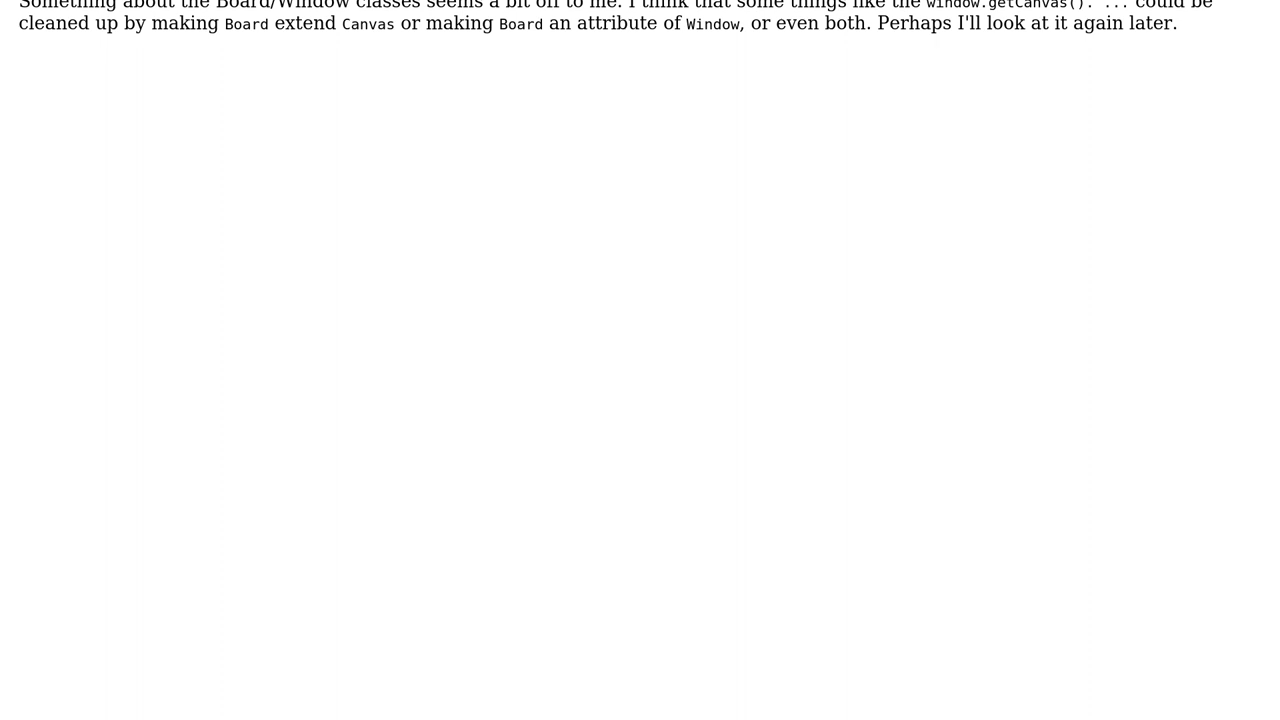 Something about the Board/Window classes seems a bit off to me. I think that some things like the window.getCanvas(). ... could be
cleaned up by making Board extend Canvas or making Board an attribute of Window, or even both. Perhaps I'll look at it again later.